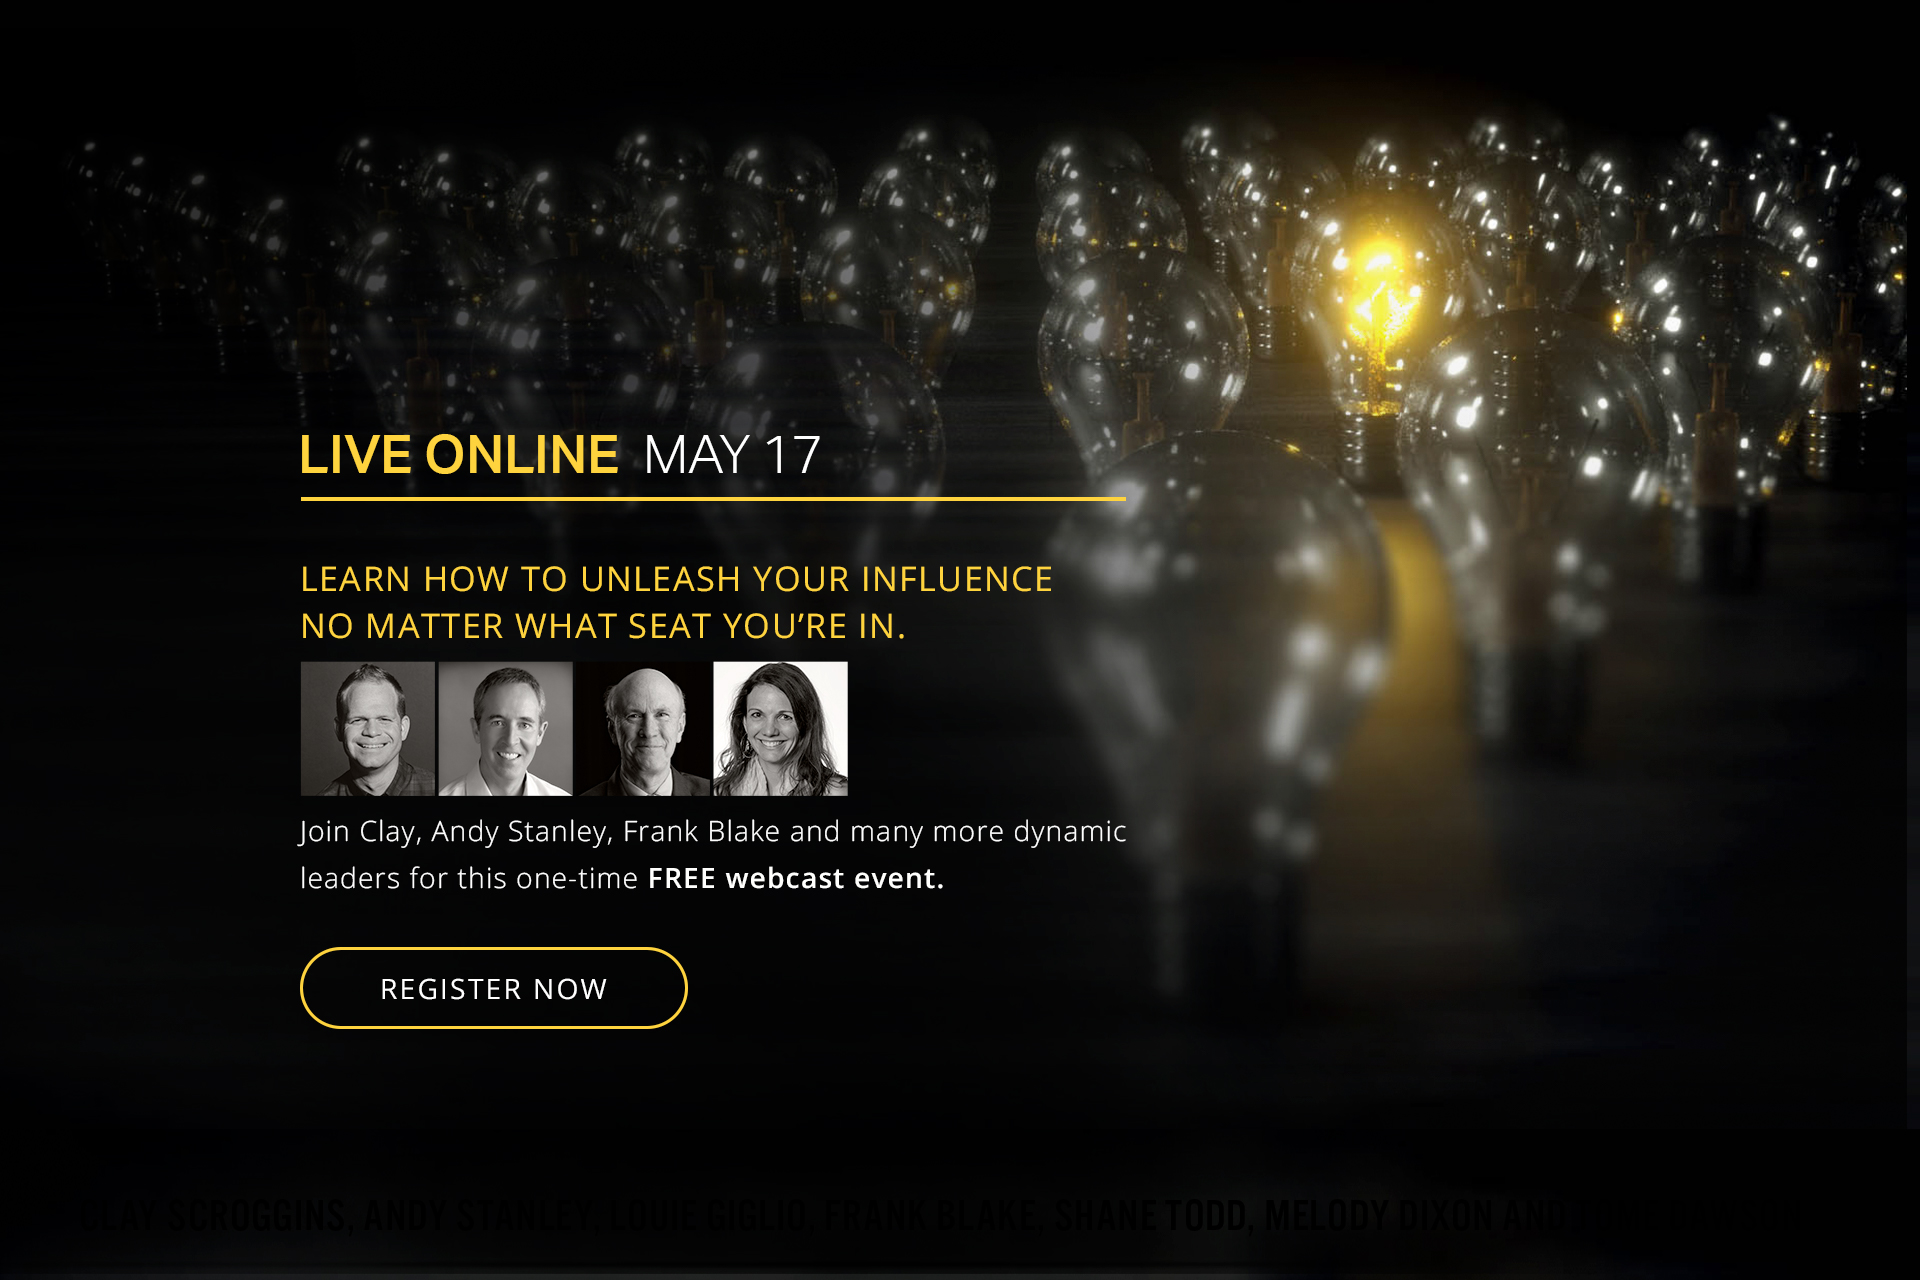 LIVE ONLINE MAY 17
LEARN HOW TO UNLEASH YOUR INFLUENCE
NO MATTER WHAT SEAT YOU’RE IN.
Join Clay, Andy Stanley, Frank Blake and many more dynamic
leaders for this one-time FREE webcast event.
REGISTER NOW
CLAY SCROGGINS, ANDY STANLEY, LOUIE GIGLIO, FRANK BLAKE, SHANE TODD, MELODY DIXON AND